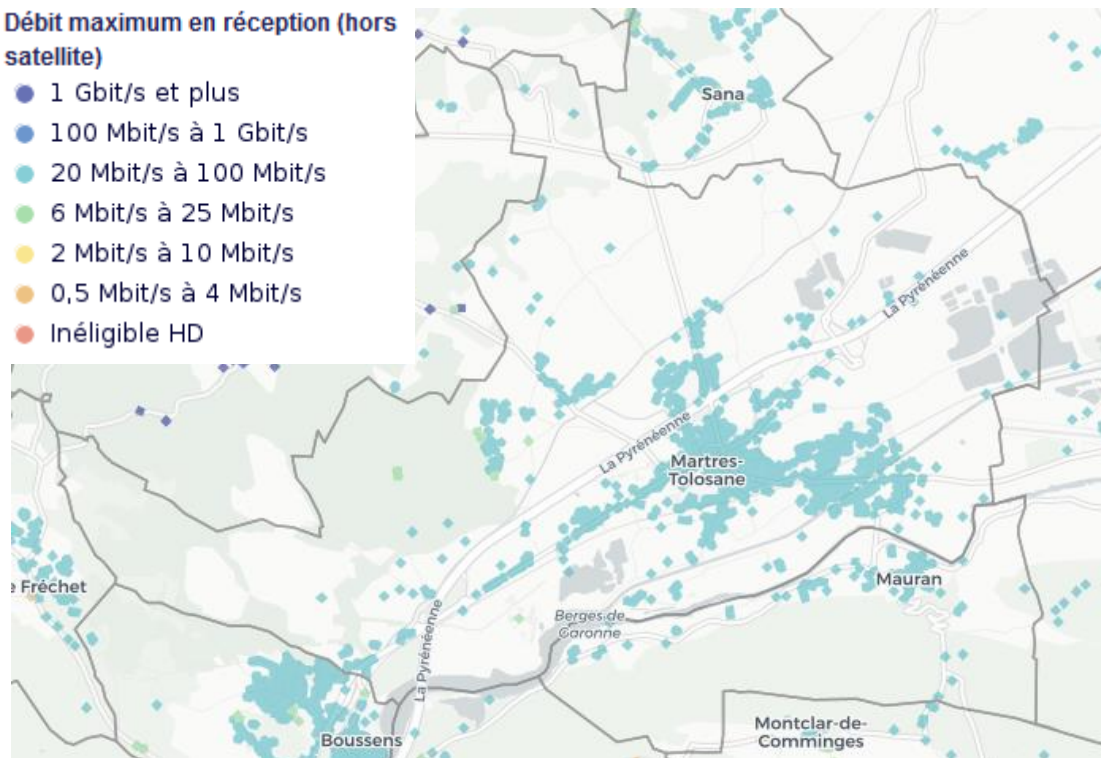 Débit maximum en réception (hors
satellite)
1 Gbit/s et plus
100 Mbit/s à 1 Gbit/s
20 Mbit/s à 100 Mbit/s
6 Mbit/s à 25 Mbit/s
2 Mbit/s à 10 Mbit/s
0,5 Mbit/s à 4 Mbit/s
Inéligible HD
Sana
La Pyrénéenne
La Pyrénéenne
Martres-
Tolosane
Fréchet
Mauran
Berges de
Garonne
La Pyrénéenne
Boussens
Montclar-de-
Comminges